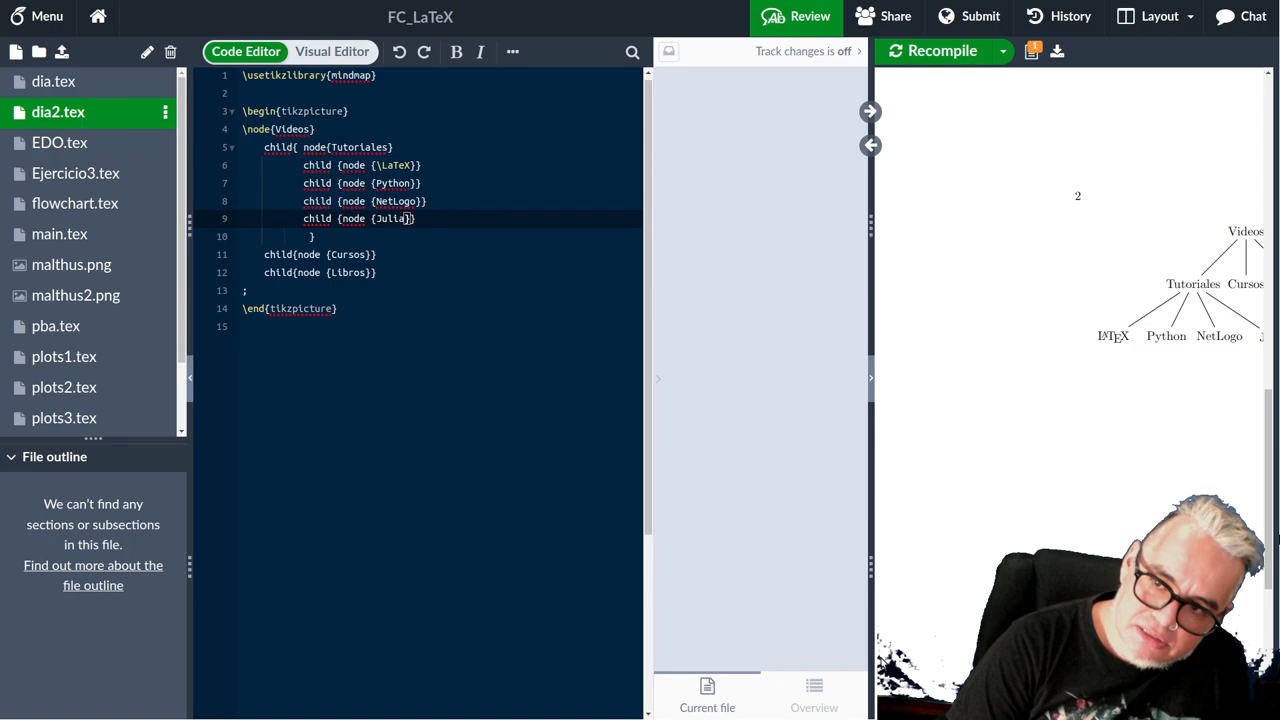 Menu
FC_LaTeX
Review
Share
Submit
History
Layout
Chat
Code Editor
Visual Editor
B
I
Track changes is off
Recompile
1
dia.tex
dia2.tex
EDO.tex
Ejercicio3.tex
flowchart.tex
main.tex
malthus.png
malthus2.png
pba.tex
plots1.tex
plots2.tex
plots3.tex
File outline
We can't find any
sections or subsections
in this file.
Find out more about the
file outline
1 \usetikzlibrary{mindmap}
2
3 \begin{tikzpicture}
4 \node{Videos}
5 child{ node{Tutoriales}
6 child {node {\LaTeX}}
7 child {node {Python}}
8 child {node {NetLogo}}
9 child {node {Julia}}
10 }
11 child{node {Cursos}}
12 child{node {Libros}}
13 ;
14 \end{tikzpicture}
15
Current file
Overview
2
Videos
Tutoriales Cursos
LATEX Python NetLogo